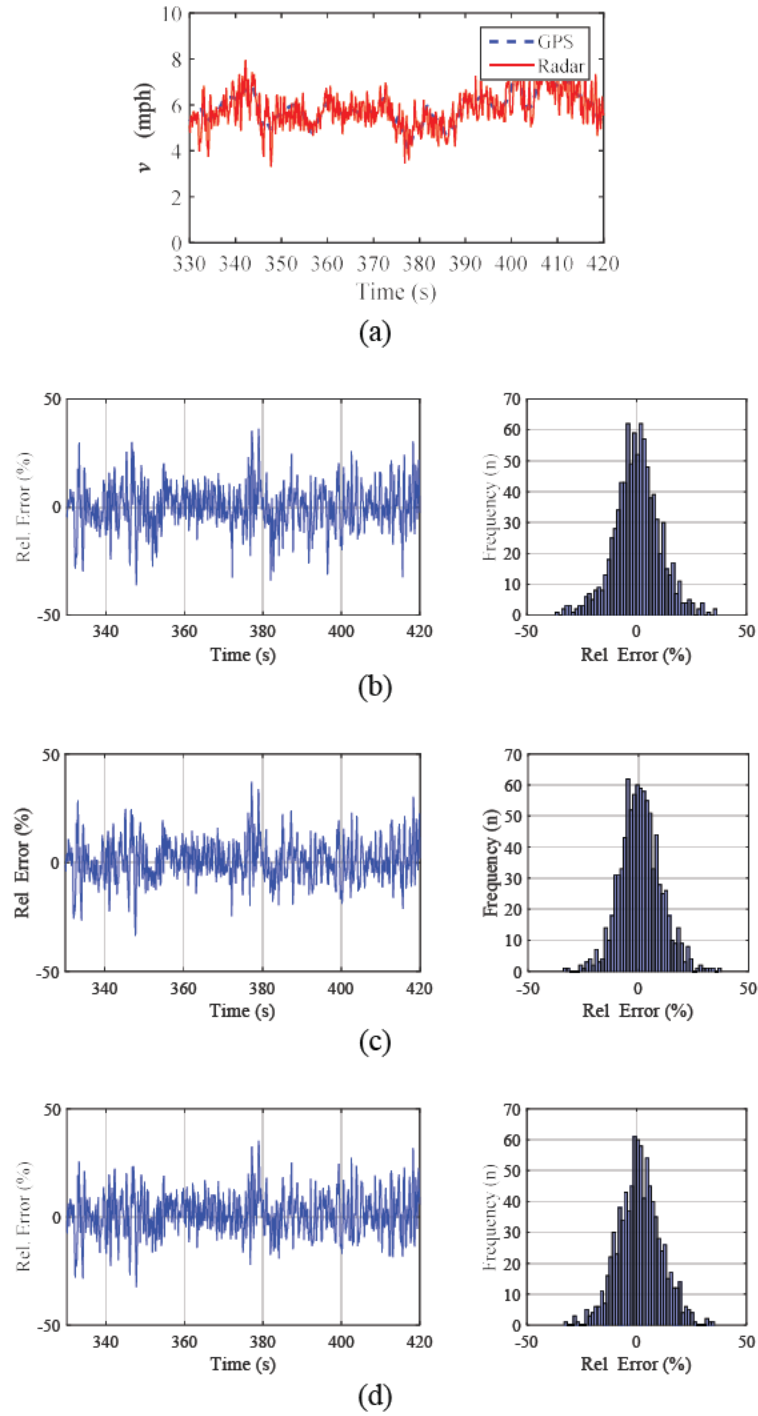 10
8
6
4
2
0
v (mph)
GPS
Radar
330 340 350 360 370 380 390 400 410 420
Time (s)
(a)
50
0
-50
Rel. Error (%)
340 360 380 400 420
Time (s)
70
60
50
40
30
20
10
0
Frequency (n)
-50 0 50
Rel Error (%)
(b)
50
0
-50
Rel Error (%)
340 360 380 400 420
Time (s)
70
60
50
40
30
20
10
0
Frequency (n)
-50 0 50
Rel Error (%)
(c)
50
0
-50
Rel. Error (%)
340 360 380 400 420
Time (s)
70
60
50
40
30
20
10
0
Frequency (n)
-50 0 50
Rel Error (%)
(d)